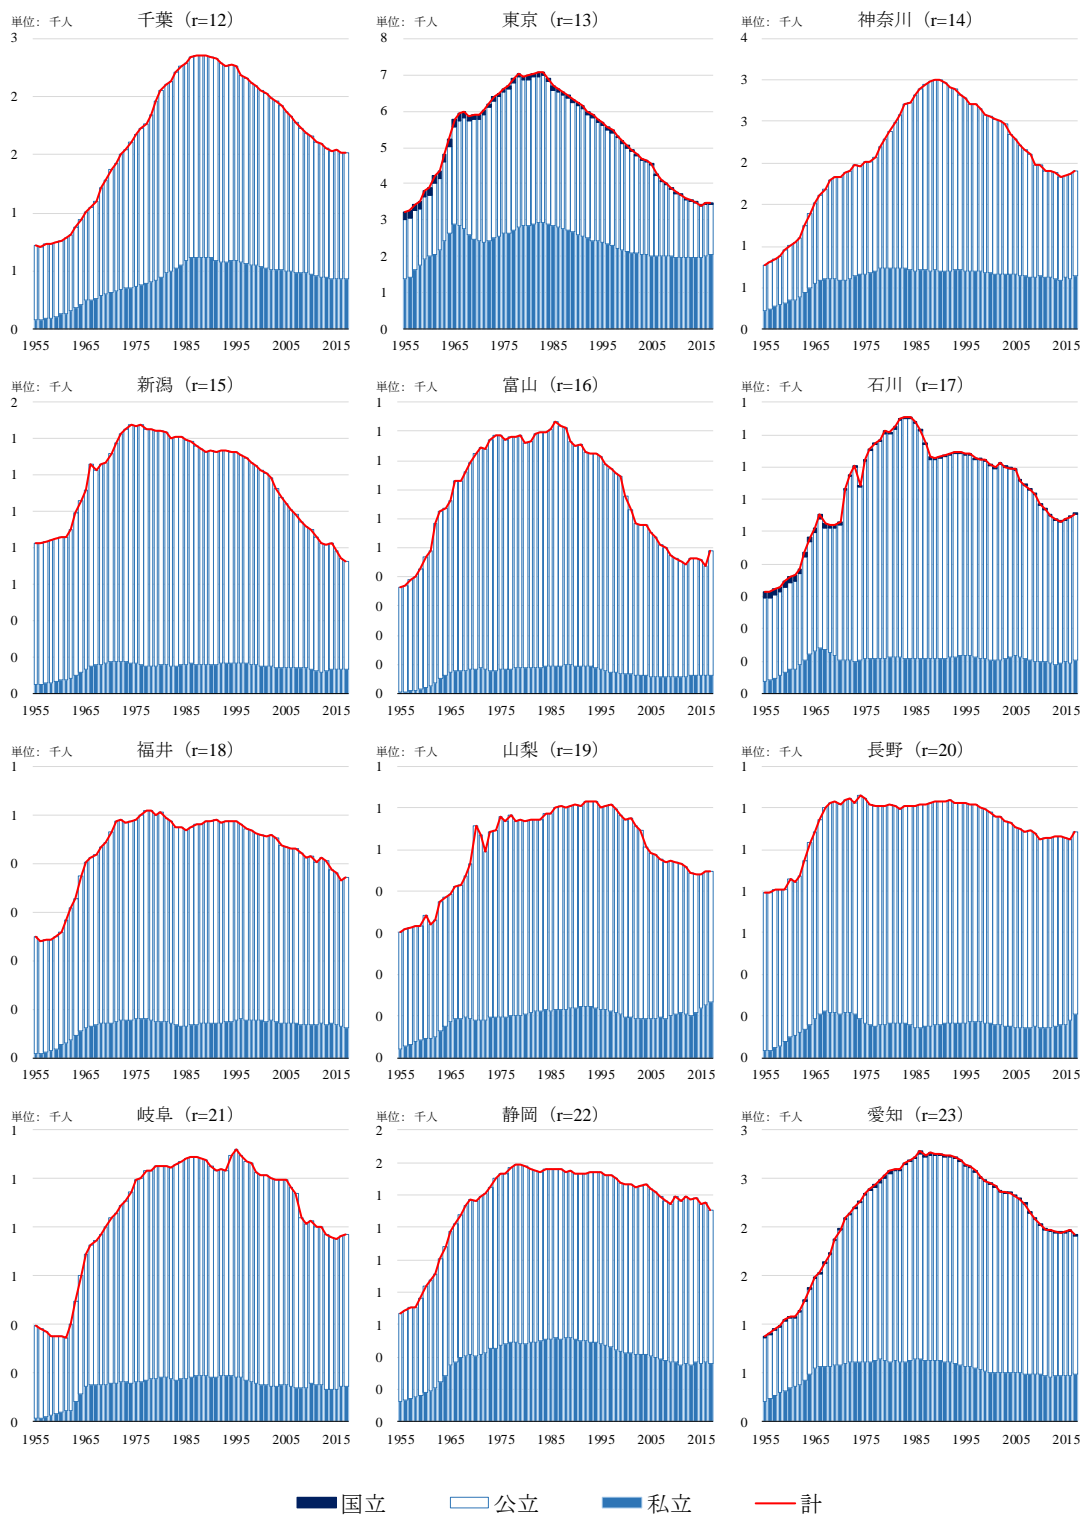 単位：千人 千葉（r=12） 単位：千人 東京（r=13） 単位：千人 神奈川（r=14）
3 8 4
2 7 3
2 6 3
1 5 2
1 4 2
0 3 1
2 1
1 0
0
1955 1965 1975 1985 1995 2005 2015 1955 1965 1975 1985 1995 2005 2015 1955 1965 1975 1985 1995 2005 2015
単位：千人 新潟（r=15） 単位：千人 富山（r=16） 単位：千人 石川（r=17）
2 1 1
1 1 1
1 1 1
1 1 1
1 1 1
1 1 0
0 0 0
0 0 0
0 0 0
0 0
0
1955 1965 1975 1985 1995 2005 2015 1955 1965 1975 1985 1995 2005 2015 1955 1965 1975 1985 1995 2005 2015
単位：千人 福井（r=18） 単位：千人 山梨（r=19） 単位：千人 長野（r=20）
1 1 1
1 1 1
0 1 1
0 1 1
0 0 1
0 0 0
0 0 0
0 0
1955 1965 1975 1985 1995 2005 2015 1955 1965 1975 1985 1995 2005 2015 1955 1965 1975 1985 1995 2005 2015
単位：千人 岐阜（r=21） 単位：千人 静岡（r=22） 単位：千人 愛知（r=23）
1 2 3
1 2 3
1 1 2
1 1 2
0 1 1
0 1 1
0 1 0
0
0
0
1955 1965 1975 1985 1995 2005 2015 1955 1965 1975 1985 1995 2005 2015 1955 1965 1975 1985 1995 2005 2015
国立 公立 私立 計